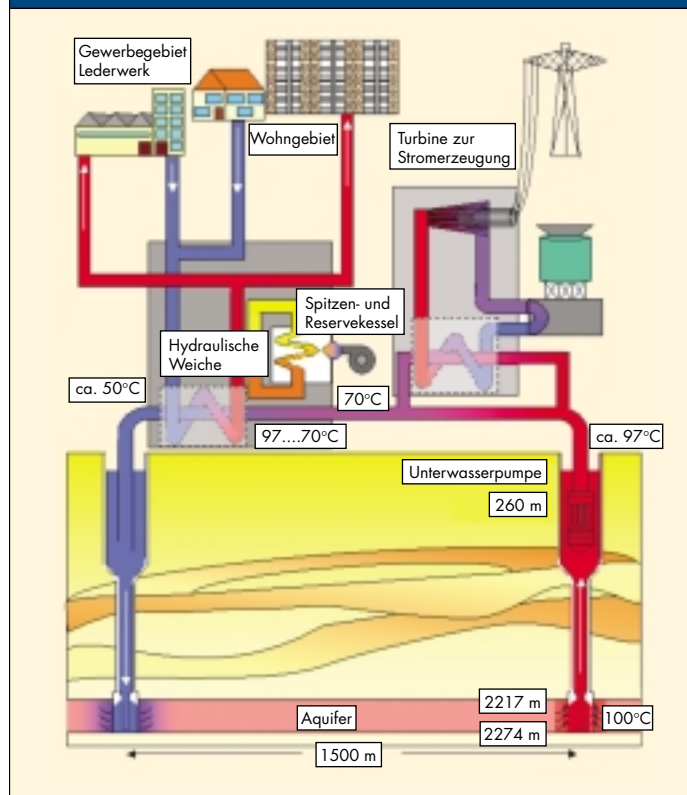 Gewerbegebiet
Lederwerk
Wohngebiet
Turbine zur
Stromerzeugung
Spitzen- und
Reservekessel
Hydraulische
Weiche
ca. 50°C
70°C
97....70°C
ca. 97°C
Unterwasserpumpe
260 m
2217 m
Aquifer
100°C
2274 m
1500 m